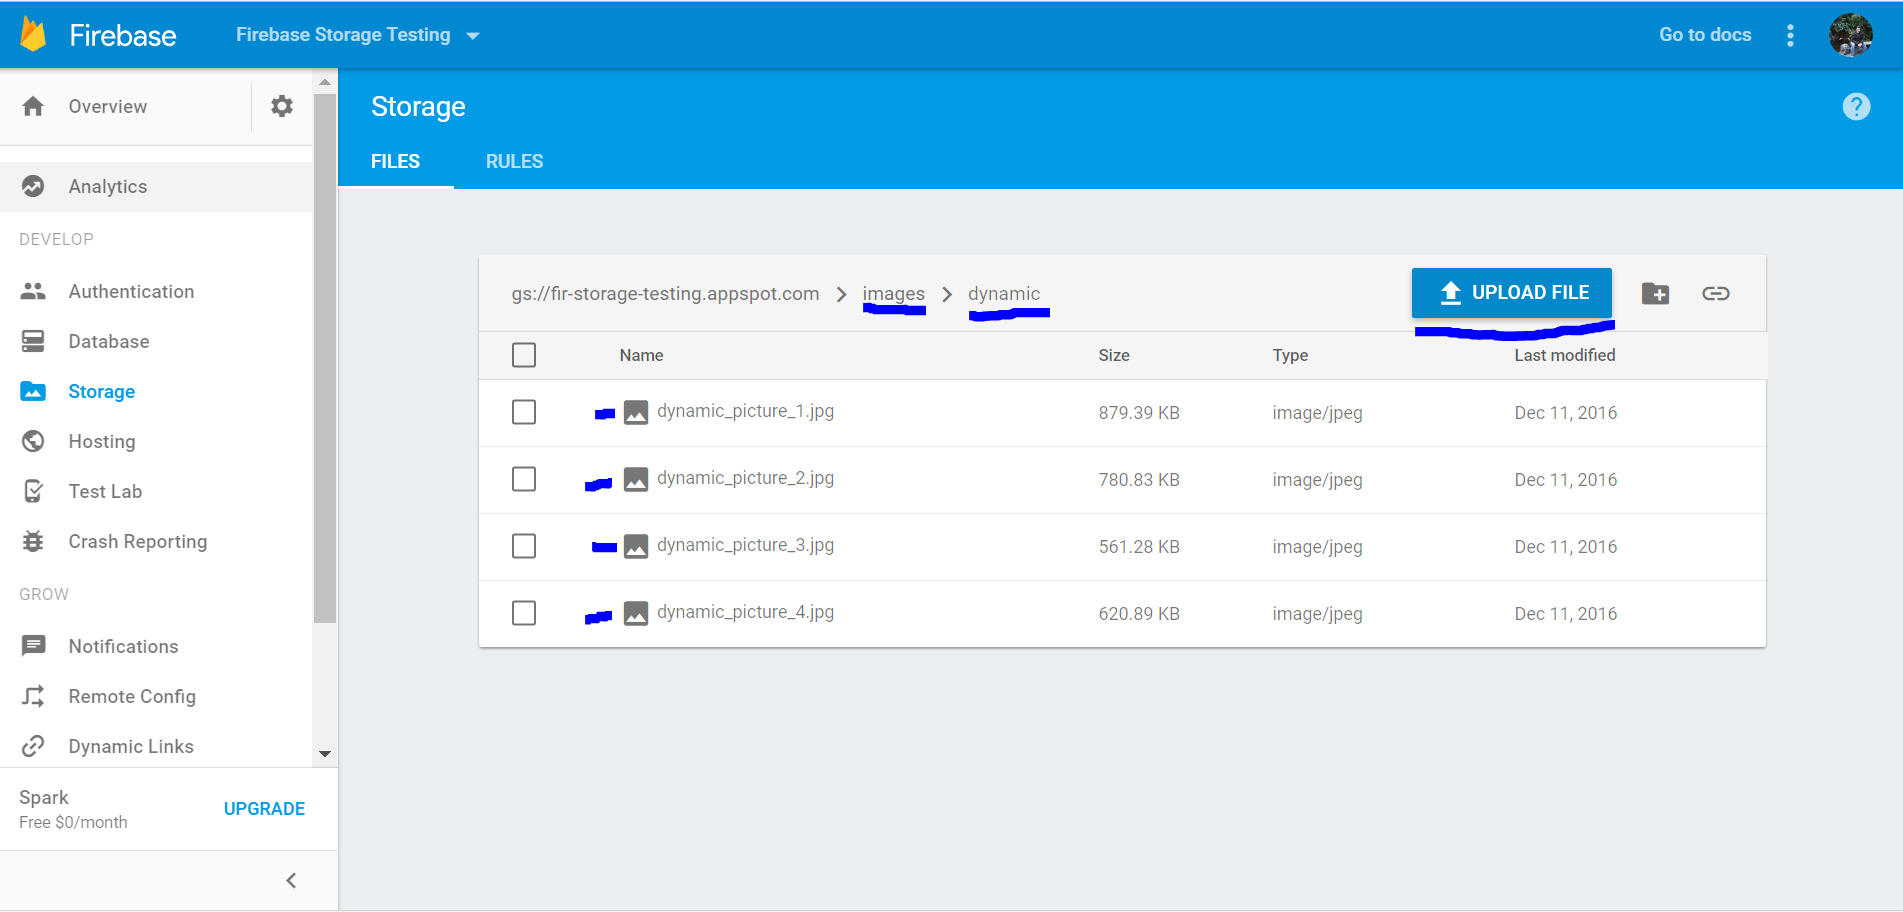 Firebase
Firebase Storage Testing
Go to docs
Overview
Analytics
DEVELOP
Authentication
Database
Storage
Hosting
Test Lab
Crash Reporting
GROW
Notifications
Remote Config
Dynamic Links
Spark
Free $0/month
UPGRADE
Storage
?
FILES RULES
gs://fir-storage-testing.appspot.com > images > dynamic
UPLOAD FILE
Name Size Type Last modified
dynamic_picture_1.jpg 879.39 KB image/jpeg Dec 11, 2016
dynamic_picture_2.jpg 780.83 KB image/jpeg Dec 11, 2016
dynamic_picture_3.jpg 561.28 KB image/jpeg Dec 11, 2016
dynamic_picture_4.jpg 620.89 KB image/jpeg Dec 11, 2016